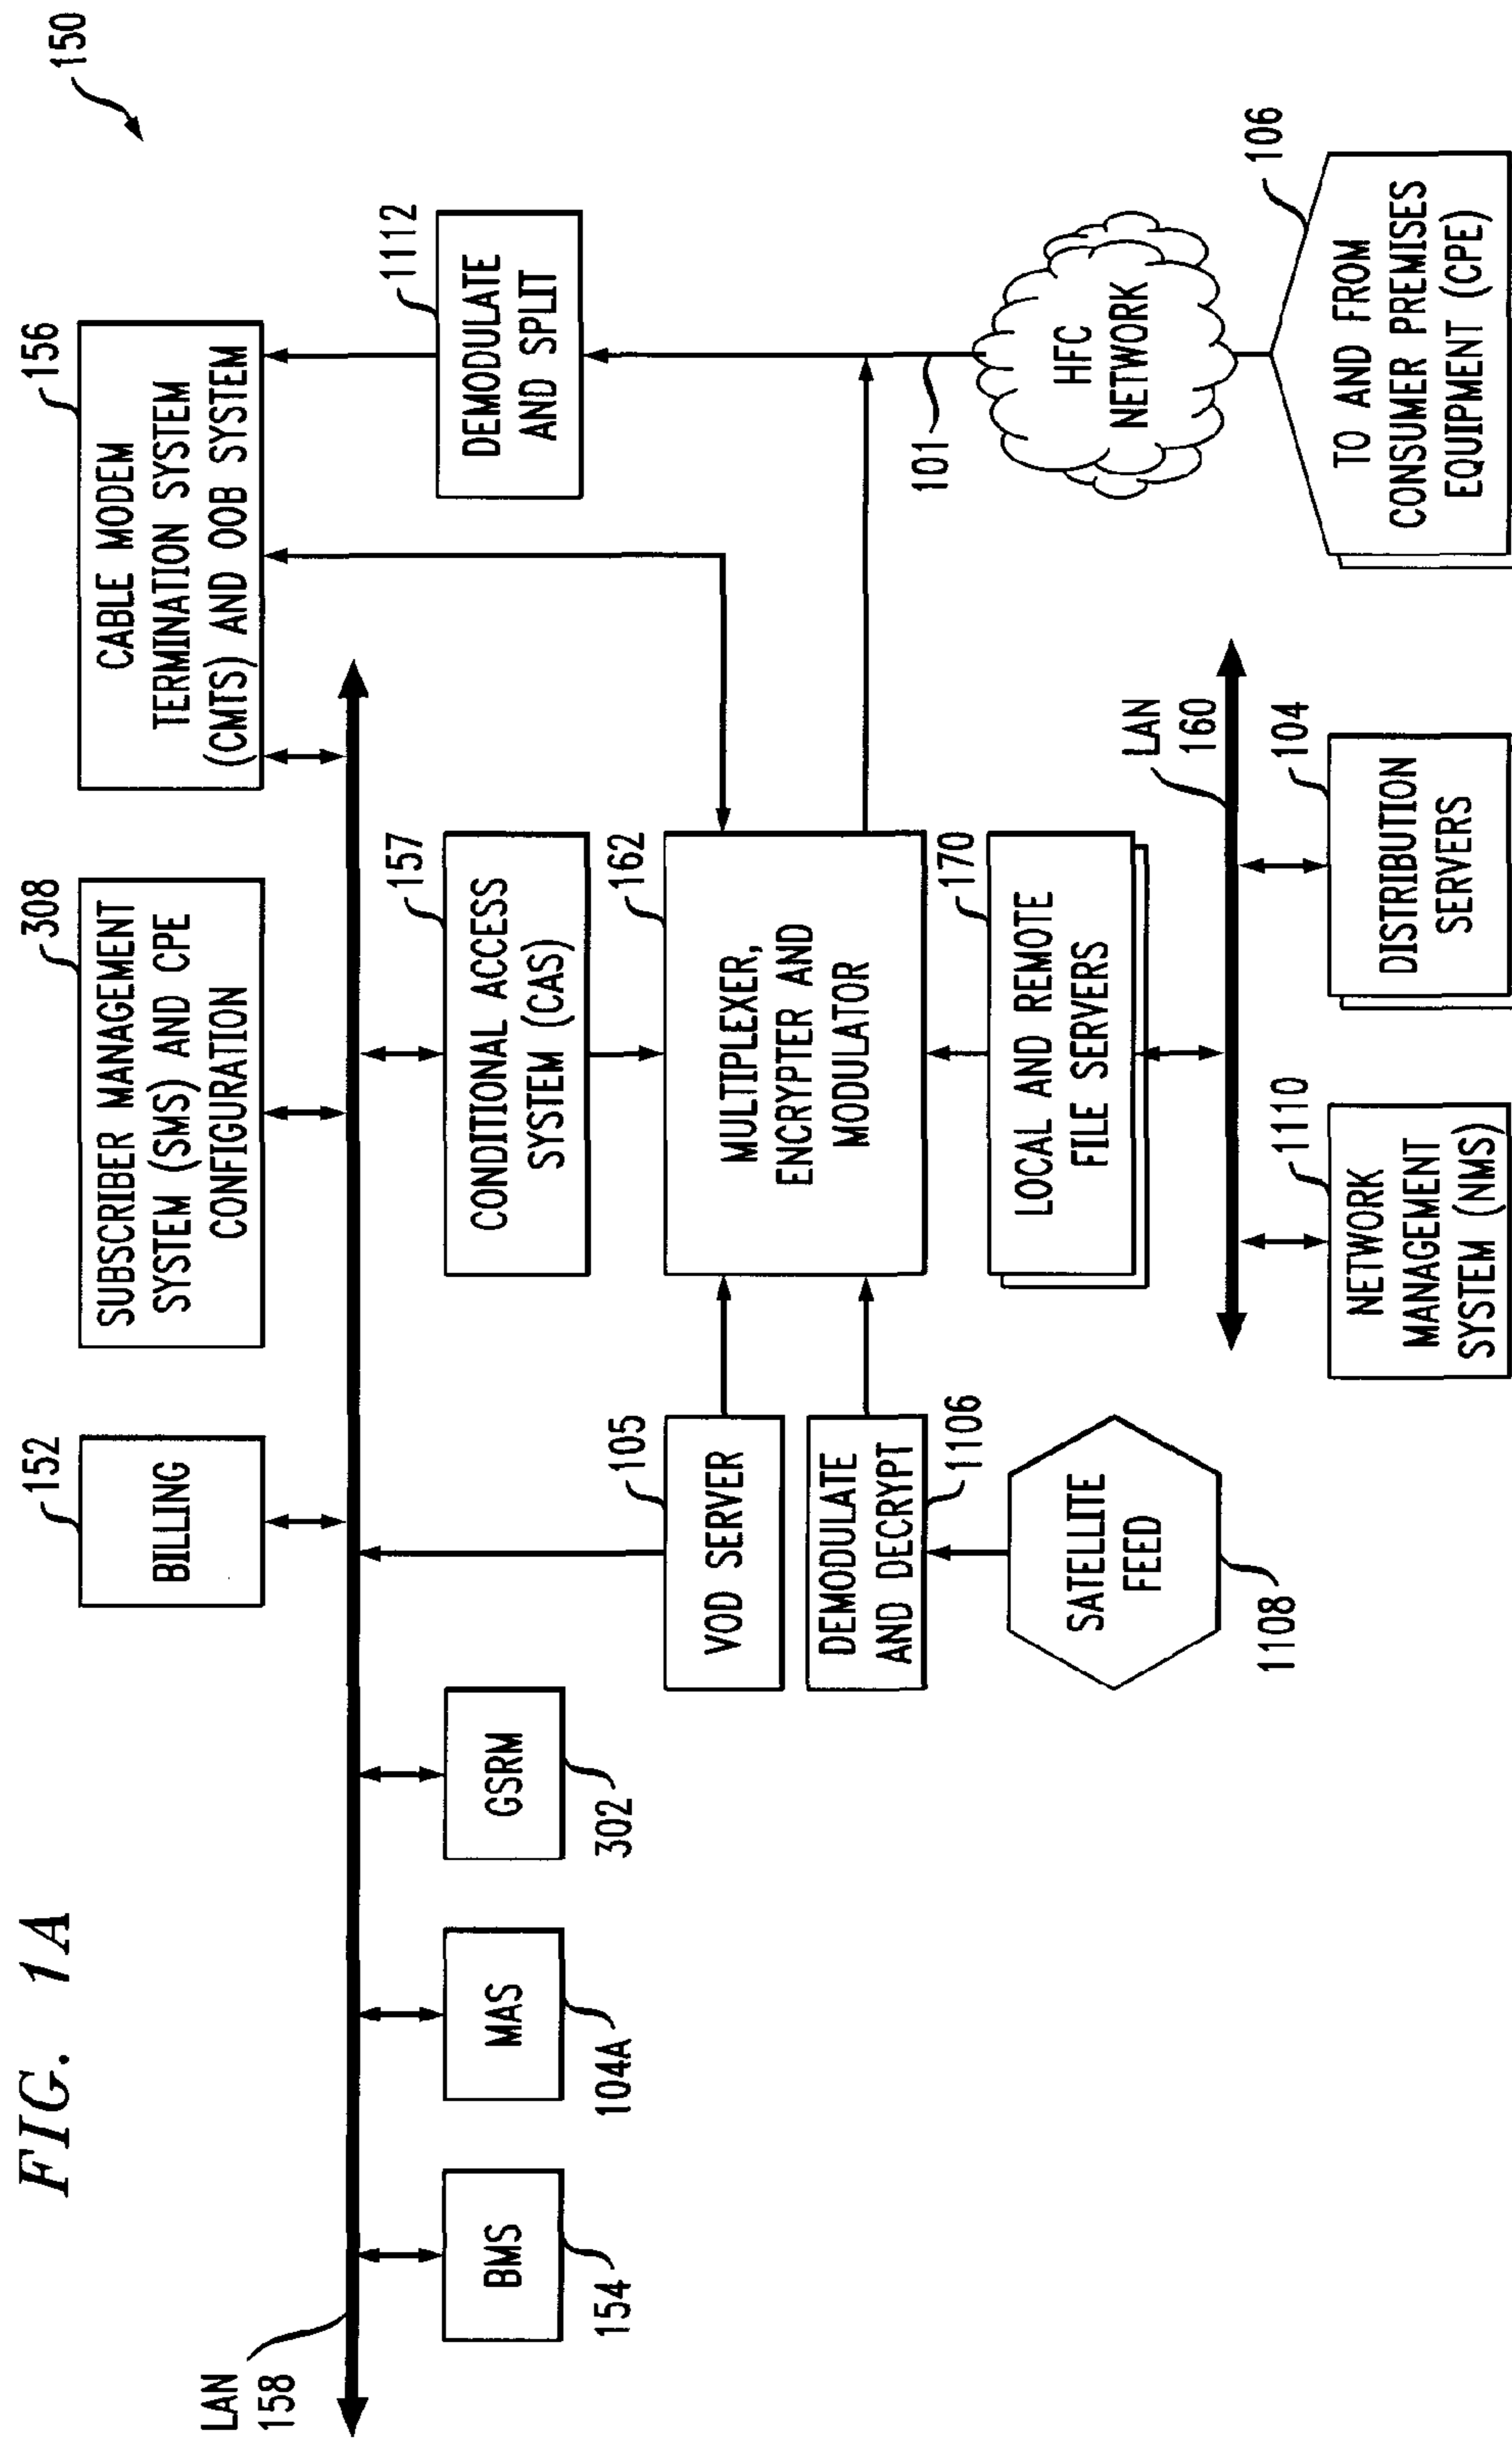 FIG. 1A
150
152
BILLING
308
SUBSCRIBER MANAGEMENT
SYSTEM (SMS) AND CPE
CONFIGURATION
156
CABLE MODEM
TERMINATION SYSTEM
(CMTS) AND OOB SYSTEM
LAN
158
BMS
154
MAS
104A
GSRM
302
157
CONDITIONAL ACCESS
SYSTEM (CAS)
1112
DEMODULATE
AND SPLIT
105
VOD SERVER
162
MULTIPLEXER,
ENCRYPTER AND
MODULATOR
DEMODULATE
AND DECRYPT
1106
101
170
LOCAL AND REMOTE
FILE SERVERS
SATELLITE
FEED
1108
HFC
NETWORK
LAN
160
1110
NETWORK
MANAGEMENT
SYSTEM (NMS)
104
DISTRIBUTION
SERVERS
106
TO AND FROM
CONSUMER PREMISES
EQUIPMENT (CPE)